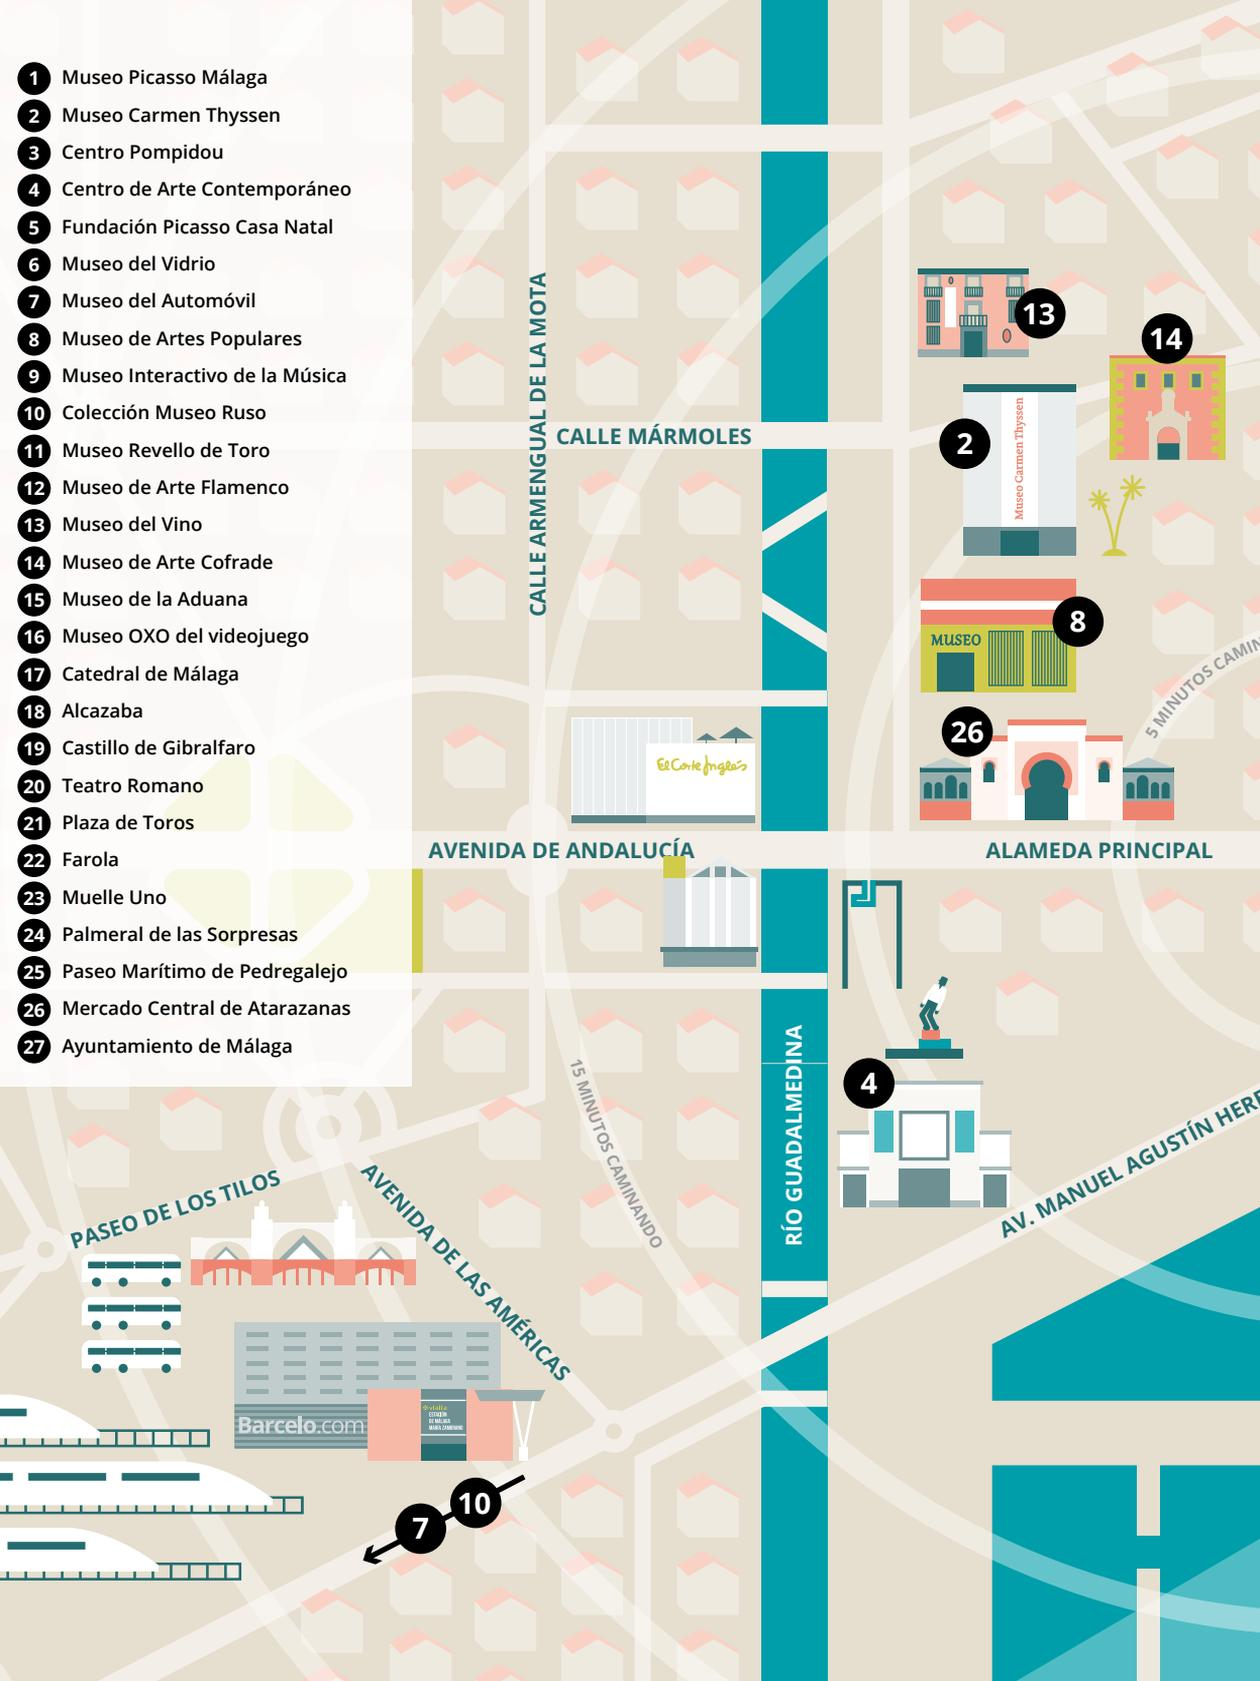 1 Museo Picasso Málaga
2 Museo Carmen Thyssen
3 Centro Pompidou
4 Centro de Arte Contemporáneo
5 Fundación Picasso Casa Natal
6 Museo del Vidrio
7 Museo del Automóvil
8 Museo de Artes Populares
9 Museo Interactivo de la Música
10 Colección Museo Ruso
11 Museo Revello de Toro
12 Museo de Arte Flamenco
13 Museo del Vino
14 Museo de Arte Cofrade
15 Museo de la Aduana
16 Museo OXO del videojuego
17 Catedral de Málaga
18 Alcazaba
19 Castillo de Gibralfaro
20 Teatro Romano
21 Plaza de Toros
22 Farola
23 Muelle Uno
24 Palmeral de las Sorpresas
25 Paseo Marítimo de Pedregalejo
26 Mercado Central de Atarazanas
27 Ayuntamiento de Málaga
CALLE ARMENGUAL DE LA MOTA
CALLE MÁRMOLES
13
14
2
Museo Carmen Thyssen
8
MUSEO
5 MINUTOS CAMIN
26
El Corte Inglés
AVENIDA DE ANDALUCÍA
ALAMEDA PRINCIPAL
15 MINUTOS CAMINANDO
RÍO GUADALMEDINA
4
AV. MANUEL AGUSTÍN HERE
PASEO DE LOS TILOS
AVENIDA DE LAS AMÉRICAS
Barcelo.com
vialia
ESTACIÓN
DE MÁLAGA
MARÍA ZAMBRANO
10
7